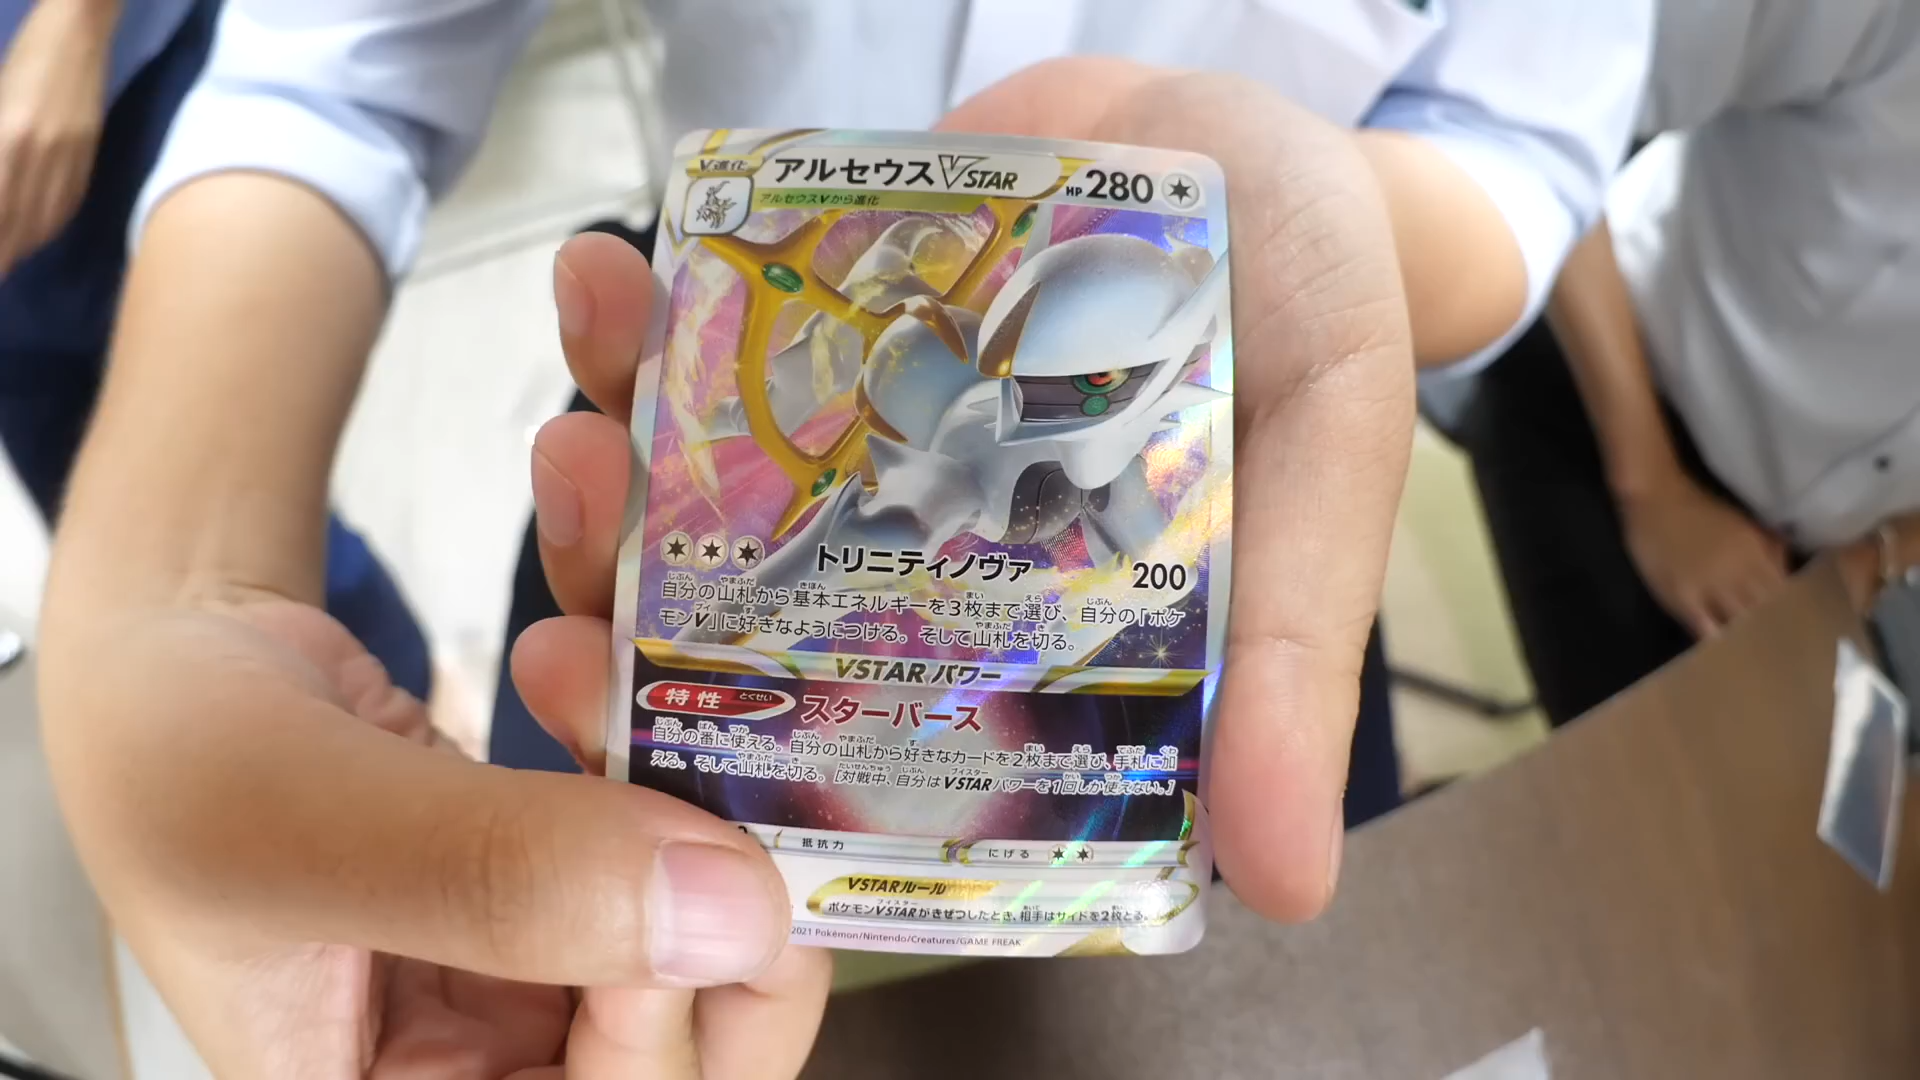 V進化
アルセウスVSTAR HP 280
アルセウスVから進化
トリニティノヴァ 200
自分の山札から基本エネルギーを3枚まで選び、自分の「ポケ
モンV」に好きなようにつける。そして山札を切る。
VSTARパワー
特性 とくせい スターバース
自分の番に使える。自分の山札から好きなカードを2枚まで選び、手札に加
える。そして山札を切る。[対戦中、自分はVSTARパワーを1回しか使えない。]
抵抗力 にげる
VSTARルール
ポケモンVSTARがきぜつしたとき、相手はサイドを2枚とる。
2021 Pokémon/Nintendo/Creatures/GAME FREAK